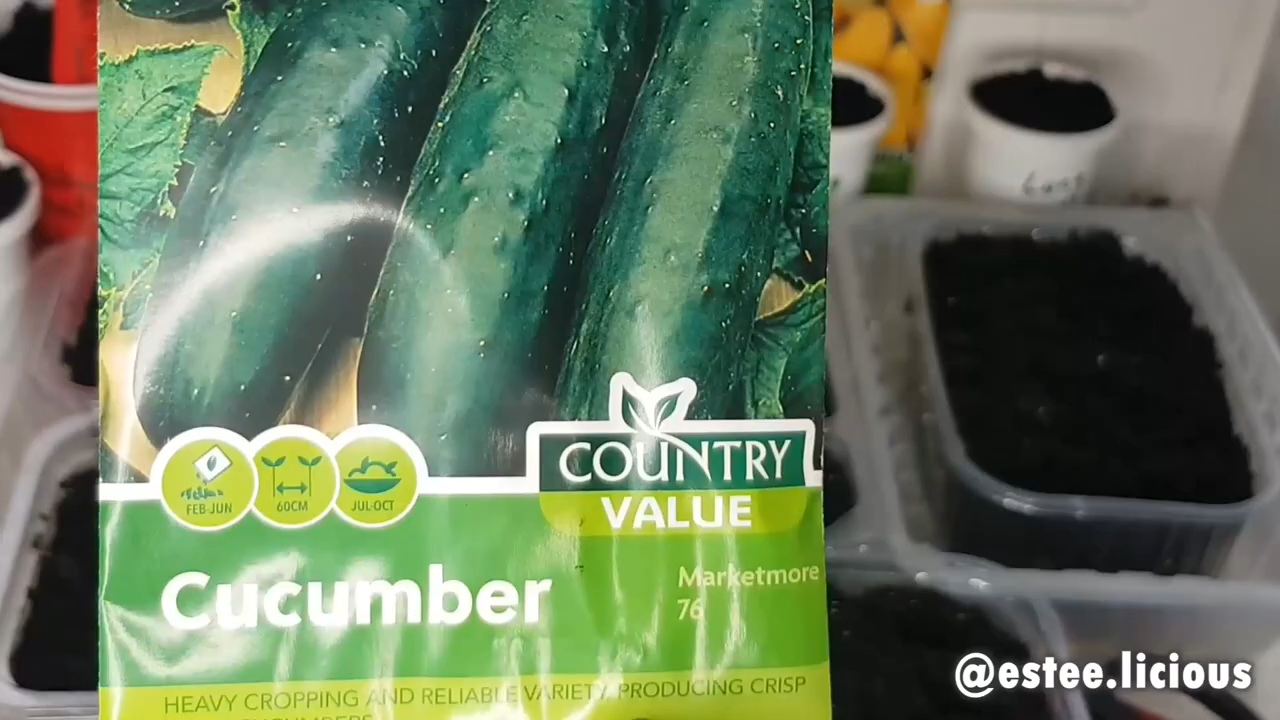 COUNTRY
VALUE
FEB-JUN
60CM
JUL-OCT
Cucumber
Marketmore
76
HEAVY CROPPING AND RELIABLE VARIETY, PRODUCING CRISP
@estee.licious